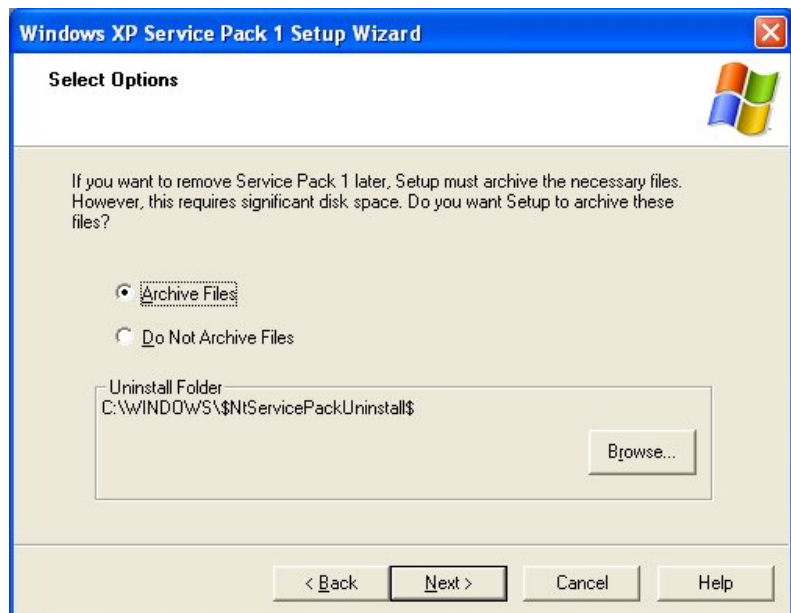 Windows XP Service Pack 1 Setup Wizard
Select Options
If you want to remove Service Pack 1 later, Setup must archive the necessary files.
However, this requires significant disk space. Do you want Setup to archive these
files?
Archive Files
Do Not Archive Files
Uninstall Folder
C:\WINDOWS\$NtServicePackUninstall$
Browse...
< Back
Next >
Cancel
Help